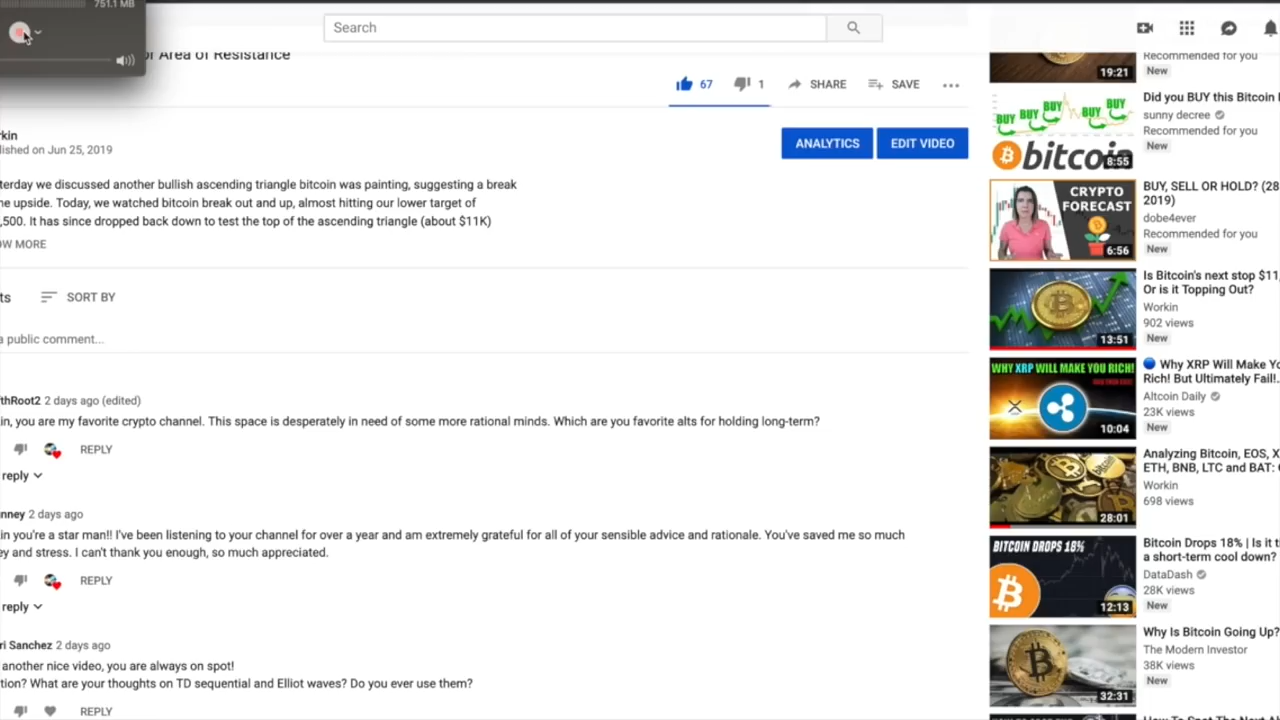 751.1 MB
Search
or Area of Resistance
67
1
SHARE
SAVE
rkin
lished on Jun 25, 2019
ANALYTICS
EDIT VIDEO
terday we discussed another bullish ascending triangle bitcoin was painting, suggesting a break
he upside. Today, we watched bitcoin break out and up, almost hitting our lower target of
,500. It has since dropped back down to test the top of the ascending triangle (about $11K)
OW MORE
ts
SORT BY
a public comment...
fthRoot2 2 days ago (edited)
in, you are my favorite crypto channel. This space is desperately in need of some more rational minds. Which are you favorite alts for holding long-term?
REPLY
reply
nney 2 days ago
in you're a star man!! I've been listening to your channel for over a year and am extremely grateful for all of your sensible advice and rationale. You've saved me so much
ey and stress. I can't thank you enough, so much appreciated.
REPLY
reply
ri Sanchez 2 days ago
another nice video, you are always on spot!
tion? What are your thoughts on TD sequential and Elliot waves? Do you ever use them?
REPLY
19:21
Recommended for you
New
BUY BUY BUY BUY
bitcoin
8:55
Did you BUY this Bitcoin
sunny decree
Recommended for you
New
CRYPTO
FORECAST
6:56
BUY, SELL OR HOLD? (28
2019)
dobe4ever
Recommended for you
New
13:51
Is Bitcoin's next stop $11,
Or is it Topping Out?
Workin
902 views
New
WHY XRP WILL MAKE YOU RICH!
10:04
Why XRP Will Make Yo
Rich! But Ultimately Fail!.
Altcoin Daily
23K views
New
28:01
Analyzing Bitcoin, EOS, X
ETH, BNB, LTC and BAT:
Workin
698 views
BITCOIN DROPS 18%
12:13
Bitcoin Drops 18% | Is it ti
a short-term cool down?
DataDash
28K views
New
32:31
Why Is Bitcoin Going Up?
The Modern Investor
38K views
New